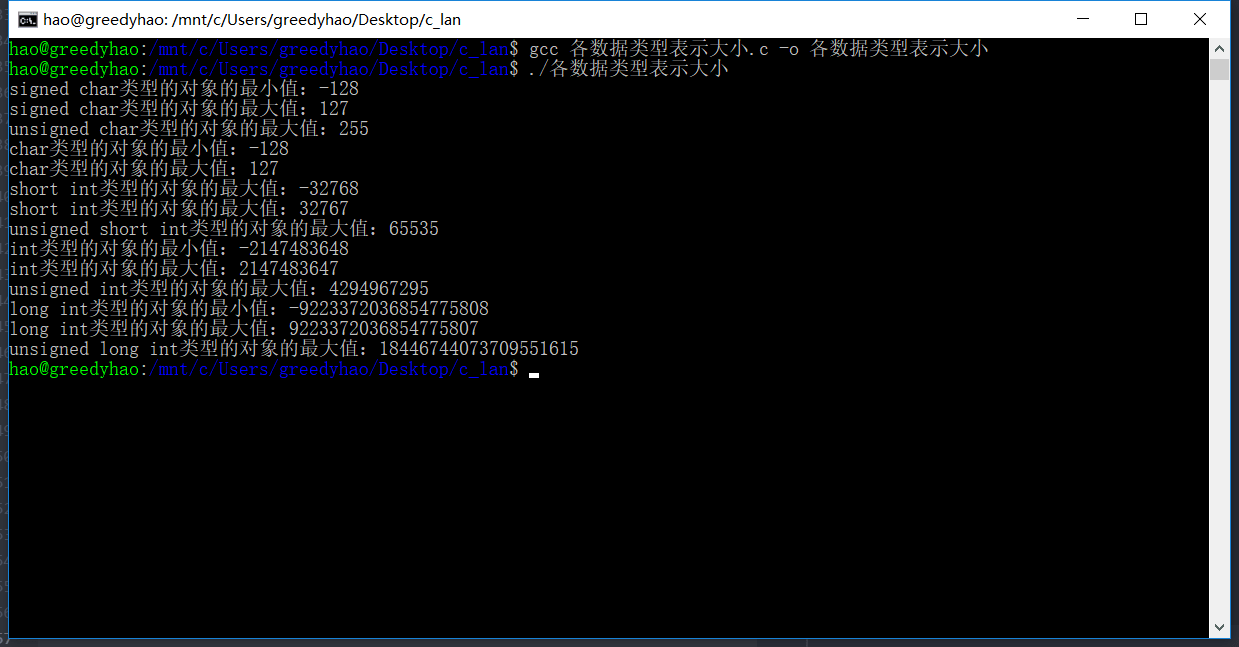 hao@greedyhao: /mnt/c/Users/greedyhao/Desktop/c_lan
hao@greedyhao:/mnt/c/Users/greedyhao/Desktop/c_lan$ gcc 各数据类型表示大小.c -o 各数据类型表示大小
hao@greedyhao:/mnt/c/Users/greedyhao/Desktop/c_lan$ ./各数据类型表示大小
signed char类型的对象的最小值：-128
signed char类型的对象的最大值：127
unsigned char类型的对象的最大值：255
char类型的对象的最小值：-128
char类型的对象的最大值：127
short int类型的对象的最大值：-32768
short int类型的对象的最大值：32767
unsigned short int类型的对象的最大值：65535
int类型的对象的最小值：-2147483648
int类型的对象的最大值：2147483647
unsigned int类型的对象的最大值：4294967295
long int类型的对象的最小值：-9223372036854775808
long int类型的对象的最大值：9223372036854775807
unsigned long int类型的对象的最大值：18446744073709551615
hao@greedyhao:/mnt/c/Users/greedyhao/Desktop/c_lan$